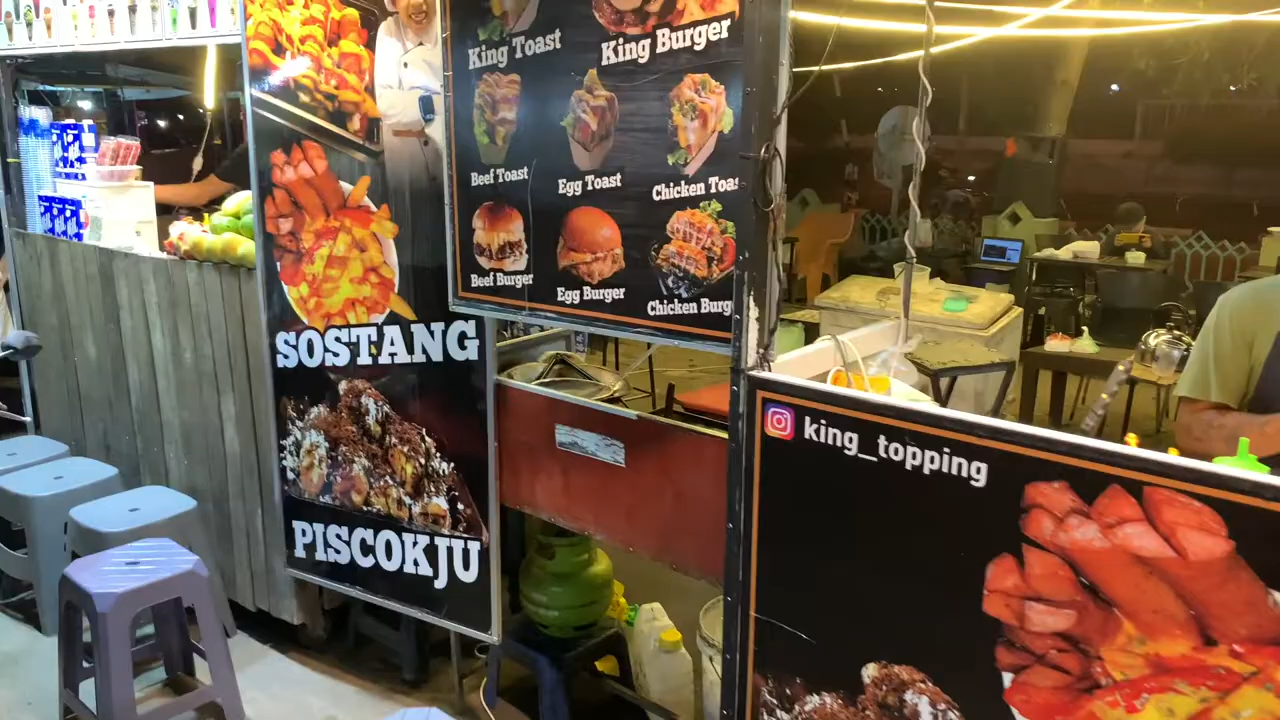 King Toast
King Burger
Beef Toast
Egg Toast
Chicken Toas
Beef Burger
Egg Burger
Chicken Burg
SOSTANG
PISCOKJU
king_topping